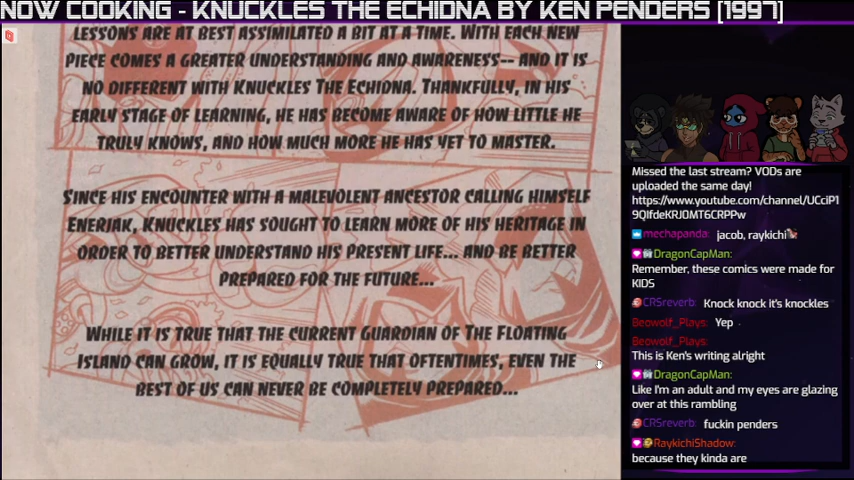 NOW COOKING - KNUCKLES THE ECHIDNA BY KEN PENDERS [1997]
LESSONS ARE AT BEST ASSIMILATED A BIT AT A TIME. WITH EACH NEW
PIECE COMES A GREATER UNDERSTANDING AND AWARENESS-- AND IT IS
NO DIFFERENT WITH KNUCKLES THE ECHIDNA. THANKFULLY, IN HIS
EARLY STAGE OF LEARNING, HE HAS BECOME AWARE OF HOW LITTLE HE
TRULY KNOWS, AND HOW MUCH MORE HE HAS YET TO MASTER.
SINCE HIS ENCOUNTER WITH A MALEVOLENT ANCESTOR CALLING HIMSELF
ENERJAK, KNUCKLES HAS SOUGHT TO LEARN MORE OF HIS HERITAGE IN
ORDER TO BETTER UNDERSTAND HIS PRESENT LIFE... AND BE BETTER
PREPARED FOR THE FUTURE...
WHILE IT IS TRUE THAT THE CURRENT GUARDIAN OF THE FLOATING
ISLAND CAN GROW, IT IS EQUALLY TRUE THAT OFTENTIMES, EVEN THE
BEST OF US CAN NEVER BE COMPLETELY PREPARED...
Missed the last stream? VODs are
uploaded the same day!
https://www.youtube.com/channel/UCciP1
9QIfdeKRJ0MT6CRPPw
mechapanda: jacob, raykichi
DragonCapMan:
Remember, these comics were made for
KIDS
CRSreverb: Knock knock it's knockles
Beowolf_Plays: Yep
Beowolf_Plays:
This is Ken's writing alright
DragonCapMan:
Like I'm an adult and my eyes are glazing
over at this rambling
CRSreverb: fuckin penders
RaykichiShadow:
because they kinda are